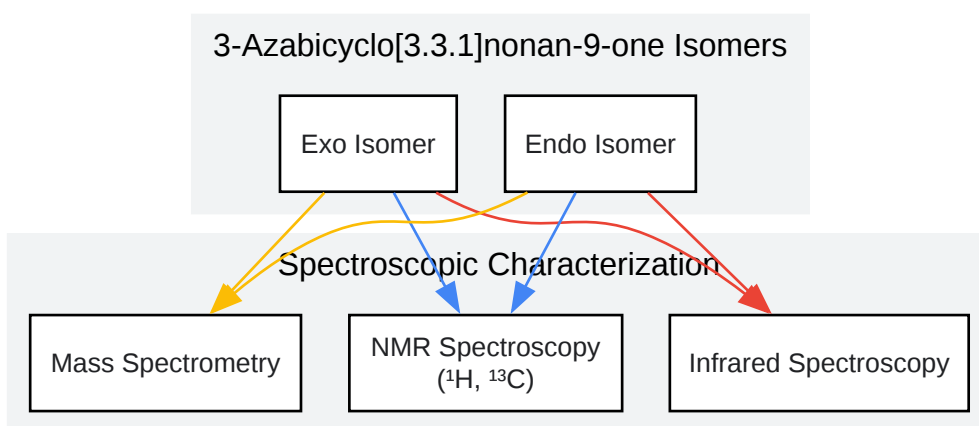 3-Azabicyclo[3.3.1]nonan-9-one Isomers
Exo Isomer
Endo Isomer
Spectroscopic Characterization
Mass Spectrometry
NMR Spectroscopy
(¹H, ¹³C)
Infrared Spectroscopy